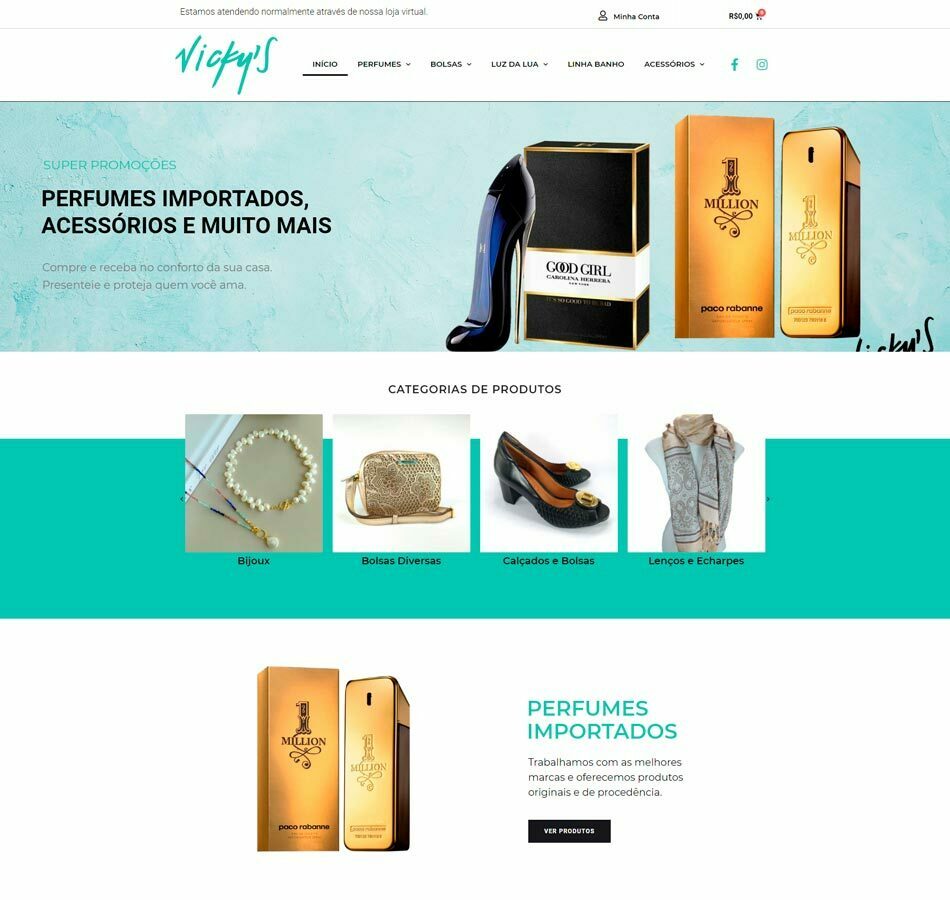 Estamos atendendo normalmente através de nossa loja virtual.
Minha Conta
R$0,00
0
Vicky'S
INÍCIO PERFUMES BOLSAS LUZ DA LUA LINHA BANHO ACESSÓRIOS
SUPER PROMOÇÕES
PERFUMES IMPORTADOS,
ACESSÓRIOS E MUITO MAIS
Compre e receba no conforto da sua casa.
Presenteie e proteja quem você ama.
GOOD GIRL
CAROLINA HERRERA
NEW YORK
IT'S SO GOOD TO BE BAD
1
MILLION
paco rabanne
1
MILLION
paco rabanne
Vicky'S
CATEGORIAS DE PRODUTOS
Bijoux
Bolsas Diversas
Calçados e Bolsas
Lenços e Echarpes
1
MILLION
paco rabanne
1
MILLION
paco rabanne
PERFUMES
IMPORTADOS
Trabalhamos com as melhores
marcas e oferecemos produtos
originais e de procedência.
VER PRODUTOS